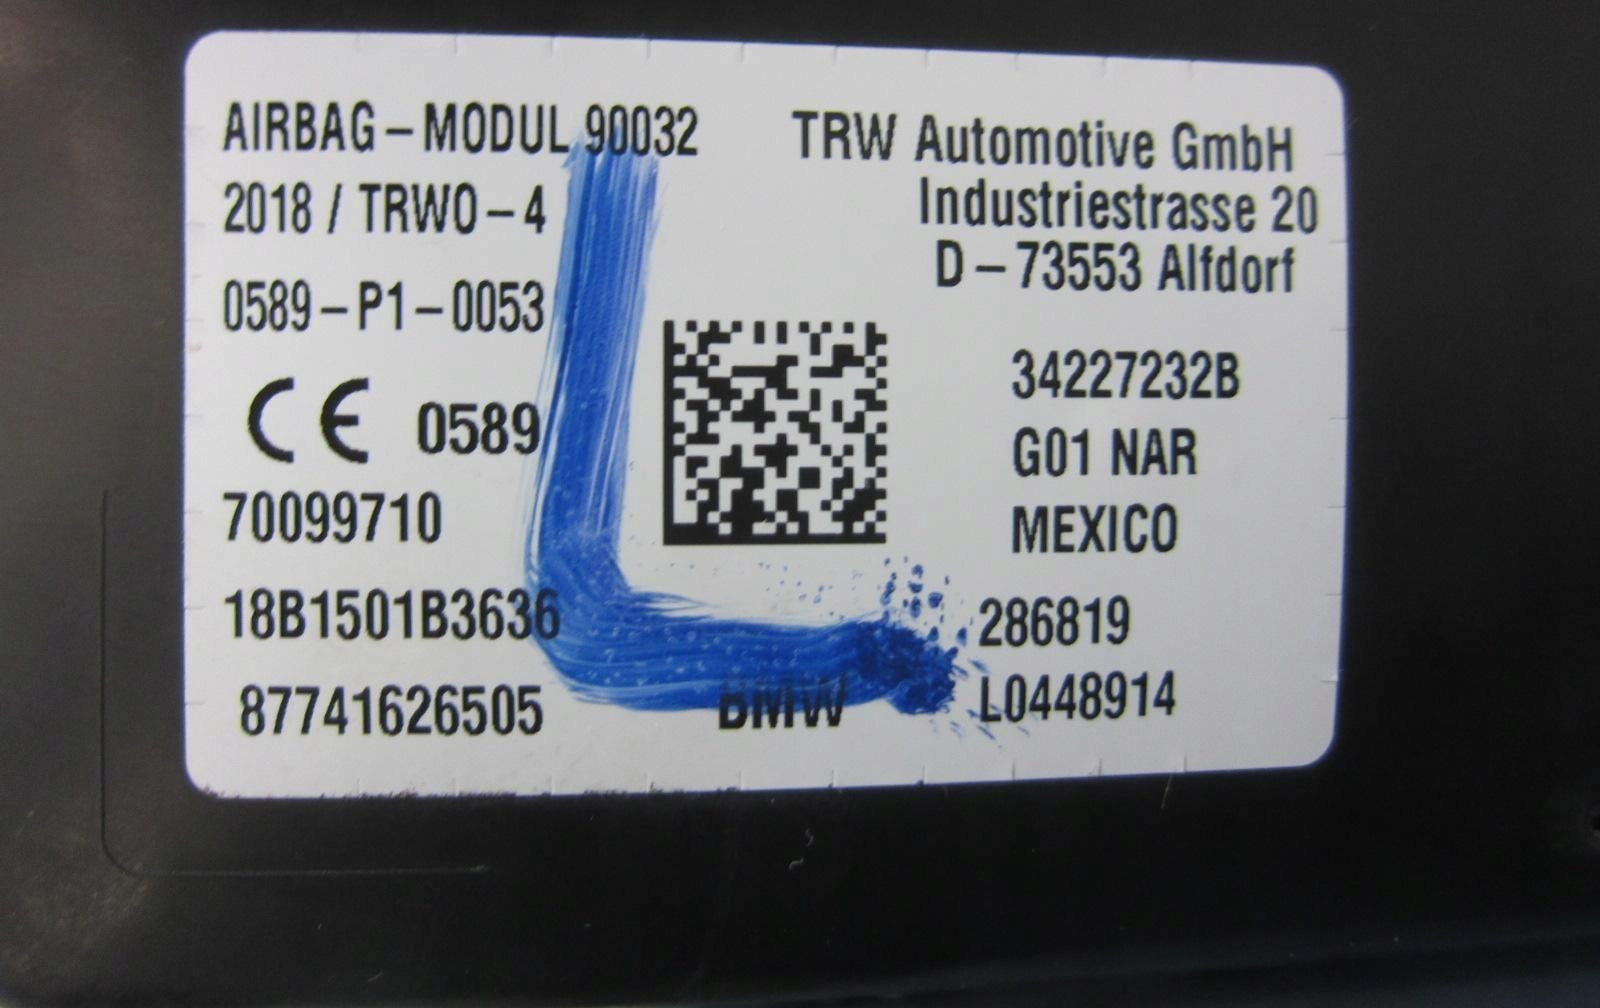 AIRBAG – MODUL 90032
2018 / TRWO – 4
0589 – P1 – 0053
CE 0589
70099710
18B1501B3636
87741626505
TRW Automotive GmbH
Industriestrasse 20
D – 73553 Alfdorf
34227232B
G01 NAR
MEXICO
286819
BMW L0448914
L